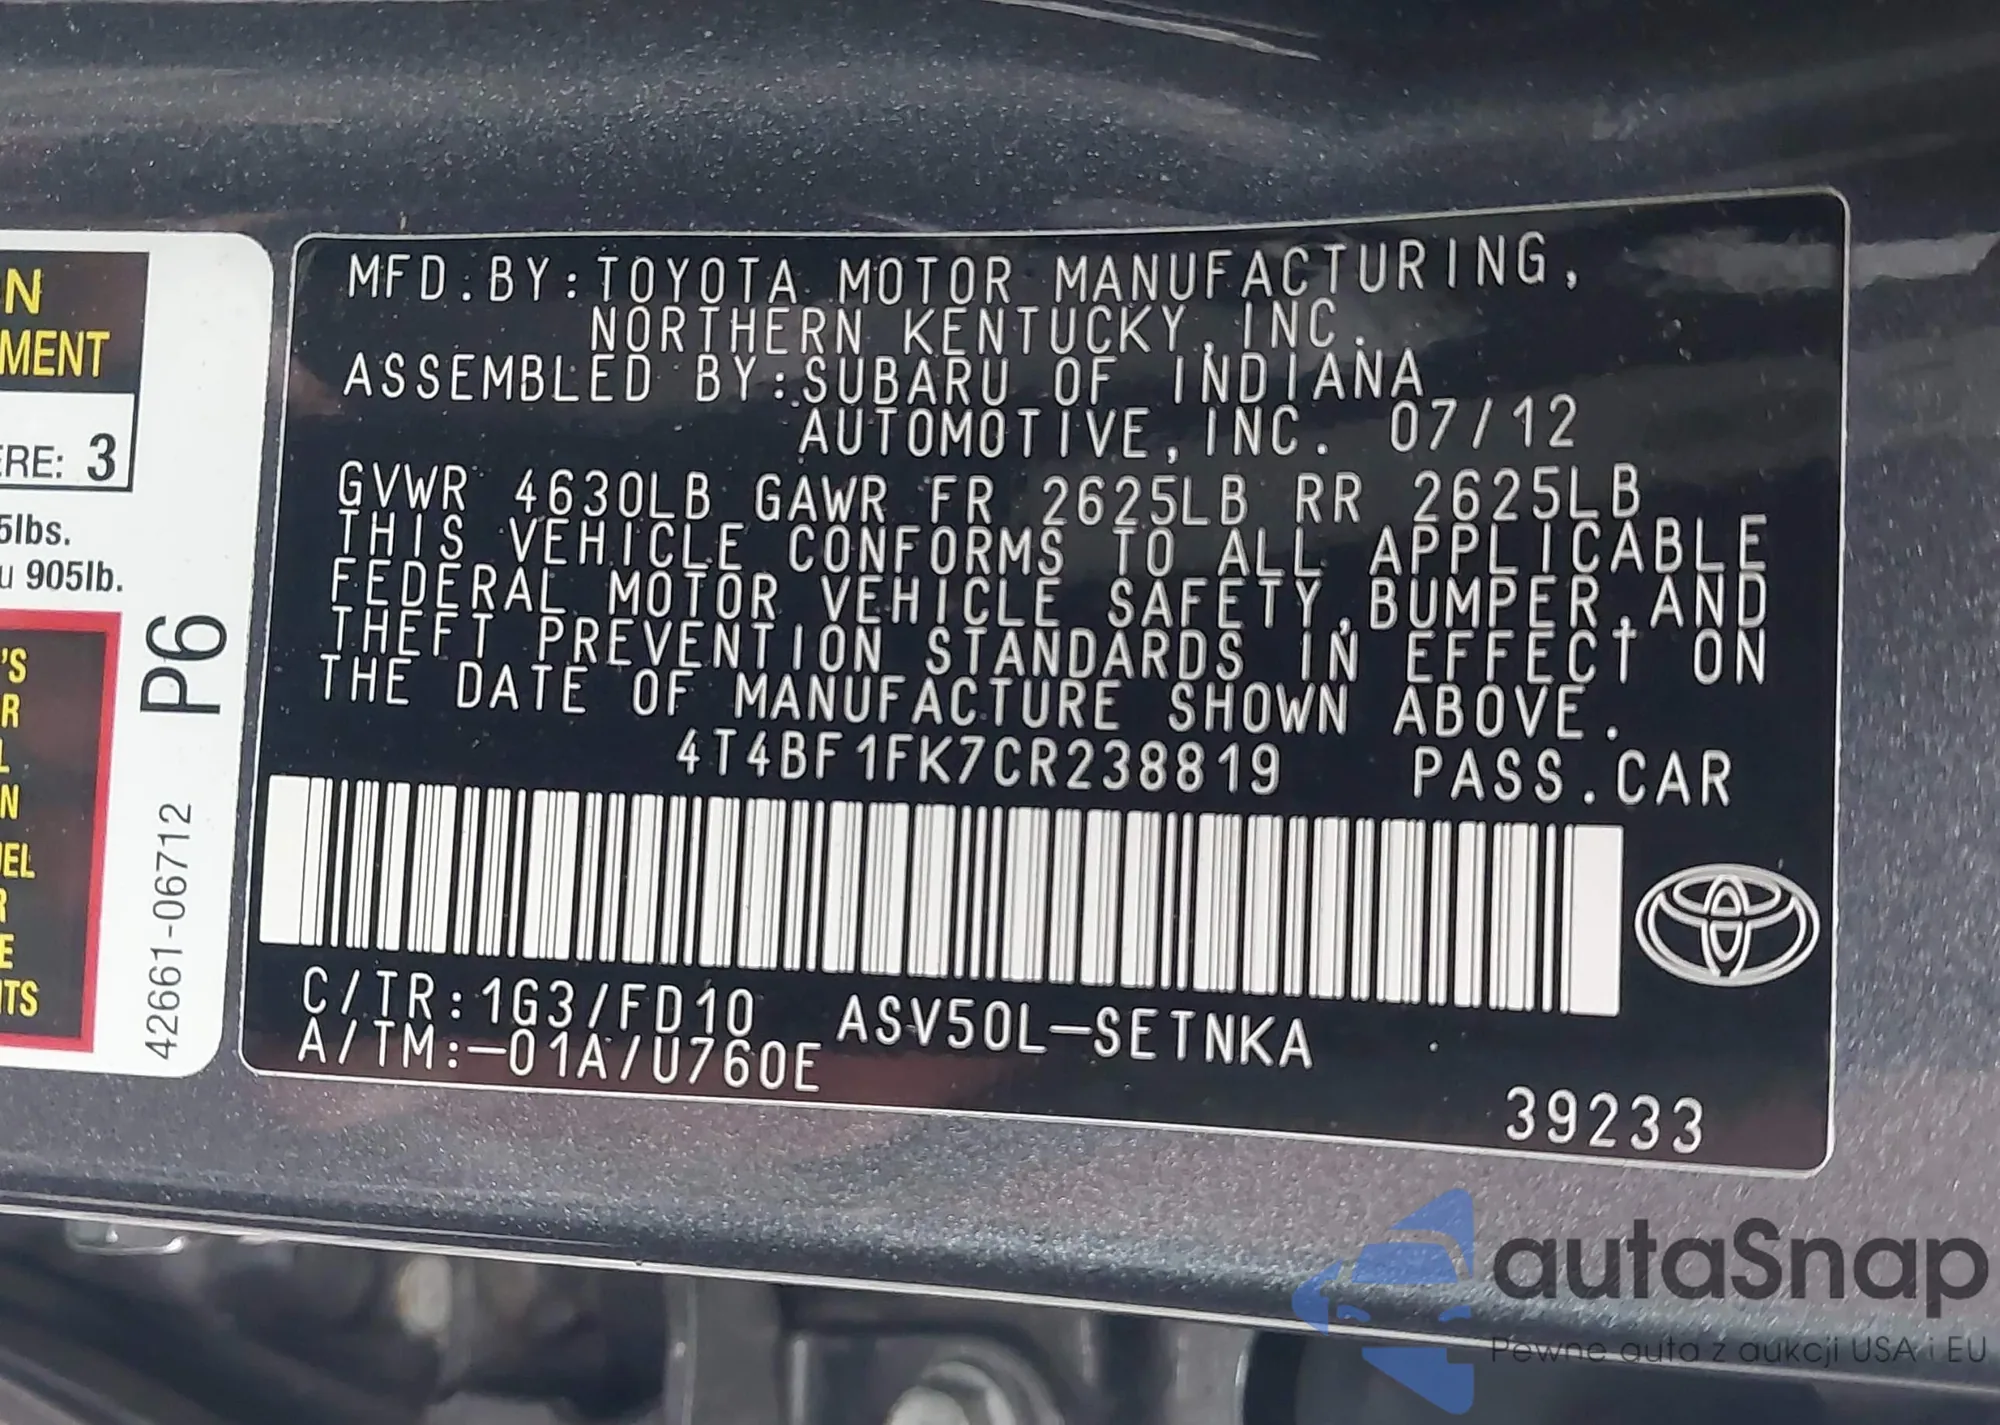 MFD.BY:TOYOTA MOTOR MANUFACTURING,
NORTHERN KENTUCKY,INC.
ASSEMBLED BY:SUBARU OF INDIANA
AUTOMOTIVE,INC. 07/12
GVWR 4630LB GAWR FR 2625LB RR 2625LB
THIS VEHICLE CONFORMS TO ALL APPLICABLE
FEDERAL MOTOR VEHICLE SAFETY,BUMPER,AND
THEFT PREVENTION STANDARDS IN EFFECT ON
THE DATE OF MANUFACTURE SHOWN ABOVE.
4T4BF1FK7CR238819 PASS.CAR
C/TR:1G3/FD10 ASV50L-SETNKA
A/TM:-01A/U760E
39233
N
MENT
ERE: 3
5lbs.
u 905lb.
'S
R
L
N
UEL
R
E
ITS
P6
42661-06712
autaSnap
Pewne auta z aukcji USA i EU